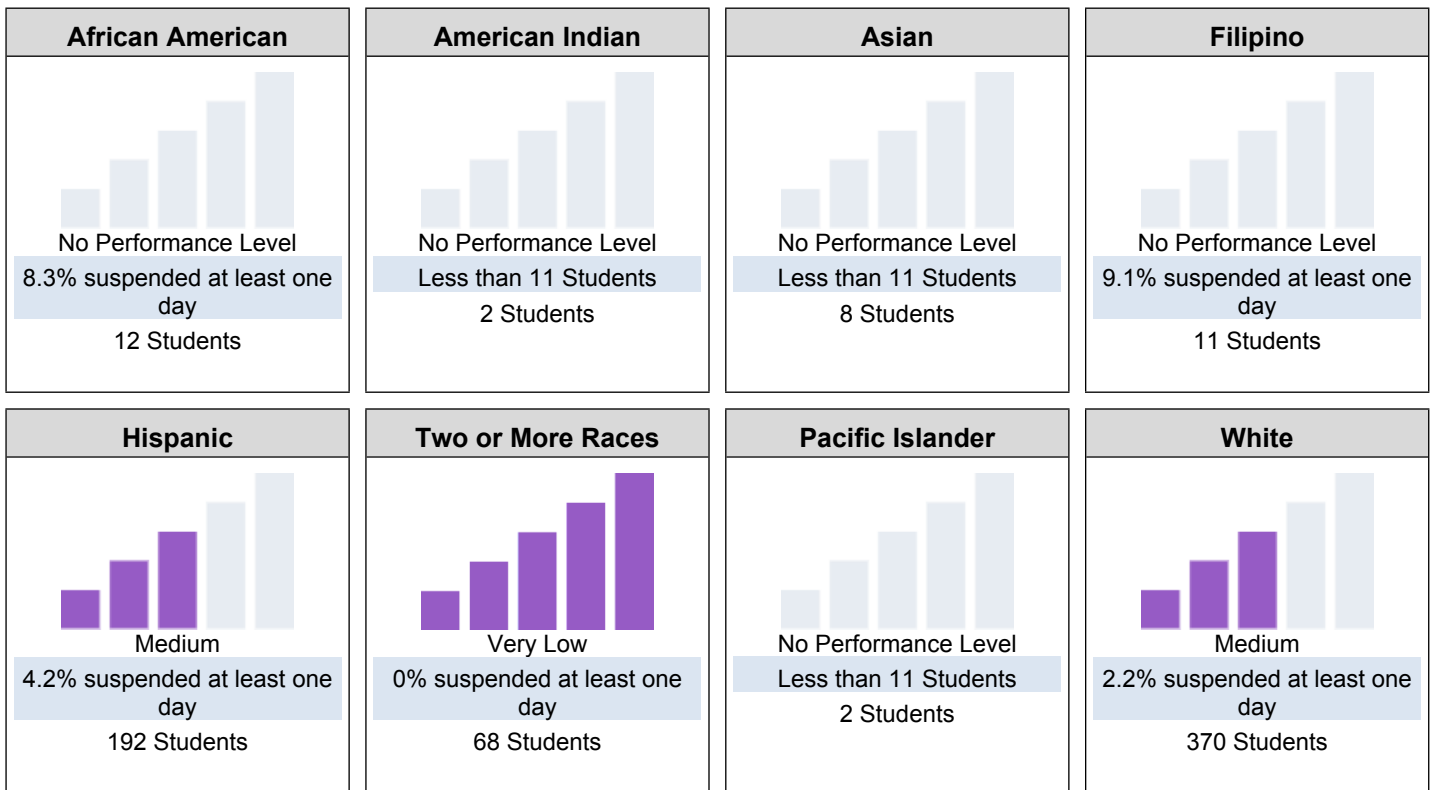 African American
No Performance Level
8.3% suspended at least one
day
12 Students
American Indian
No Performance Level
Less than 11 Students
2 Students
Asian
No Performance Level
Less than 11 Students
8 Students
Filipino
No Performance Level
9.1% suspended at least one
day
11 Students
Hispanic
Medium
4.2% suspended at least one
day
192 Students
Two or More Races
Very Low
0% suspended at least one
day
68 Students
Pacific Islander
No Performance Level
Less than 11 Students
2 Students
White
Medium
2.2% suspended at least one
day
370 Students